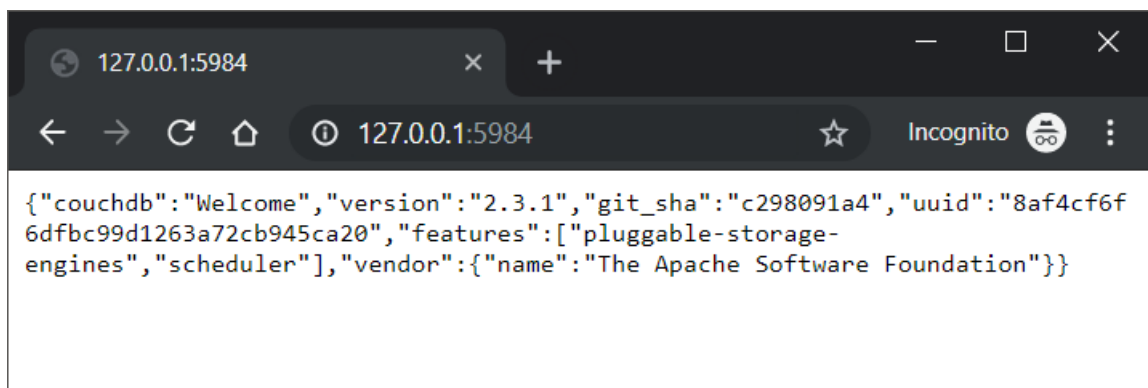 127.0.0.1:5984
127.0.0.1:5984
Incognito
{"couchdb":"Welcome","version":"2.3.1","git_sha":"c298091a4","uuid":"8af4cf6f
6dfbc99d1263a72cb945ca20","features":["pluggable-storage-
engines","scheduler"],"vendor":{"name":"The Apache Software Foundation"}}